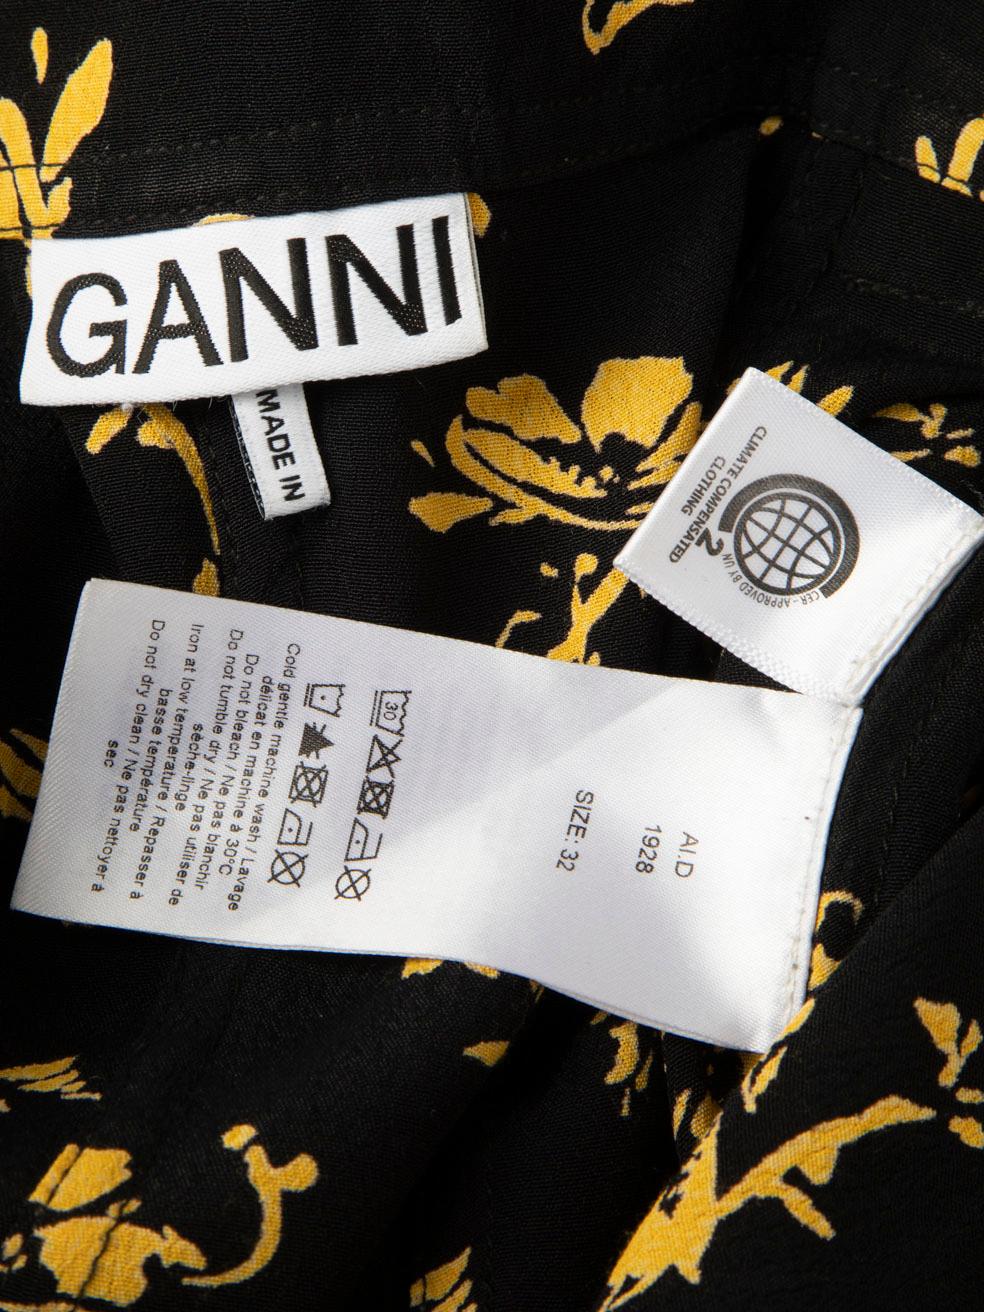 GANNI
MADE IN
CLIMATE COMPENSATED
CLOTHING
2
CER-APPROVED BY UN
30
Cold gentle machine wash / Lavage
délicat en machine à 30°C
Do not bleach / Ne pas blanchir
Do not tumble dry / Ne pas utiliser de
sèche-linge
Iron at low temperature / Repasser à
basse température
Do not dry clean / Ne pas nettoyer à
sec
AI.D
1928
SIZE: 32